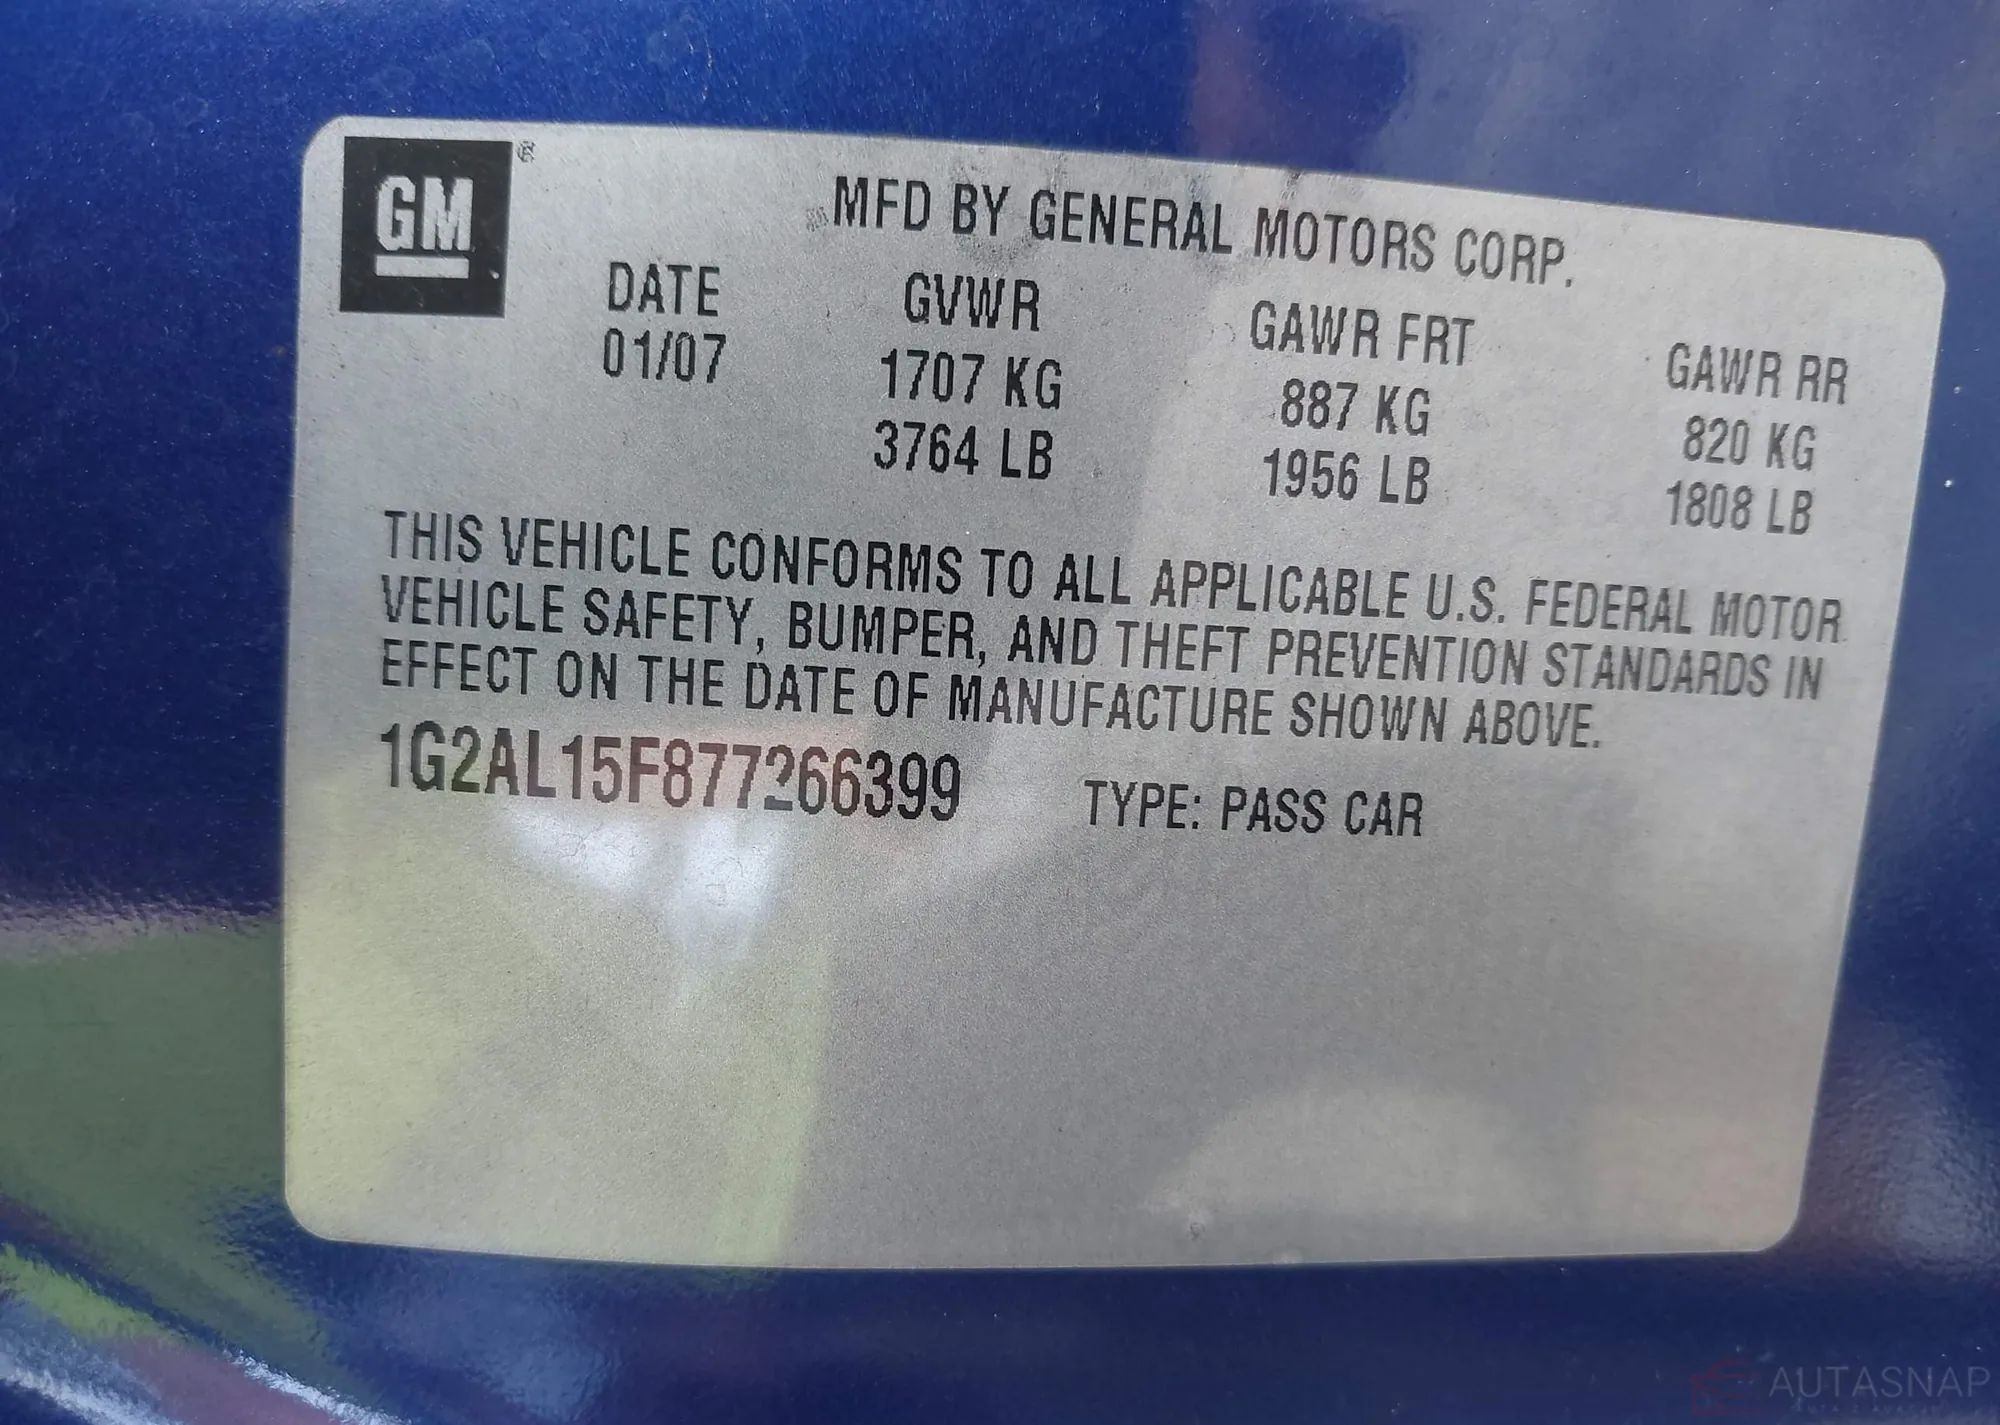 GM ®
MFD BY GENERAL MOTORS CORP.
DATE GVWR GAWR FRT GAWR RR
01/07 1707 KG 887 KG 820 KG
3764 LB 1956 LB 1808 LB
THIS VEHICLE CONFORMS TO ALL APPLICABLE U.S. FEDERAL MOTOR
VEHICLE SAFETY, BUMPER, AND THEFT PREVENTION STANDARDS IN
EFFECT ON THE DATE OF MANUFACTURE SHOWN ABOVE.
1G2AL15F877266399 TYPE: PASS CAR
AUTASNAP